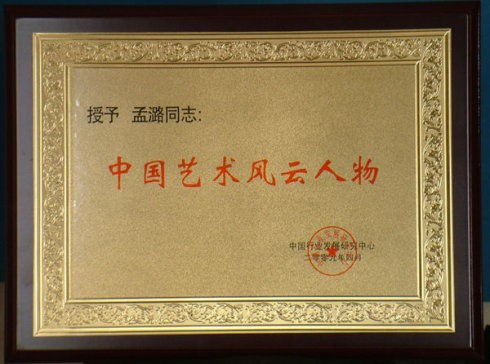 授予 孟潞同志:
中国艺术风云人物
中国行业发展研究中心
二零零九年四月